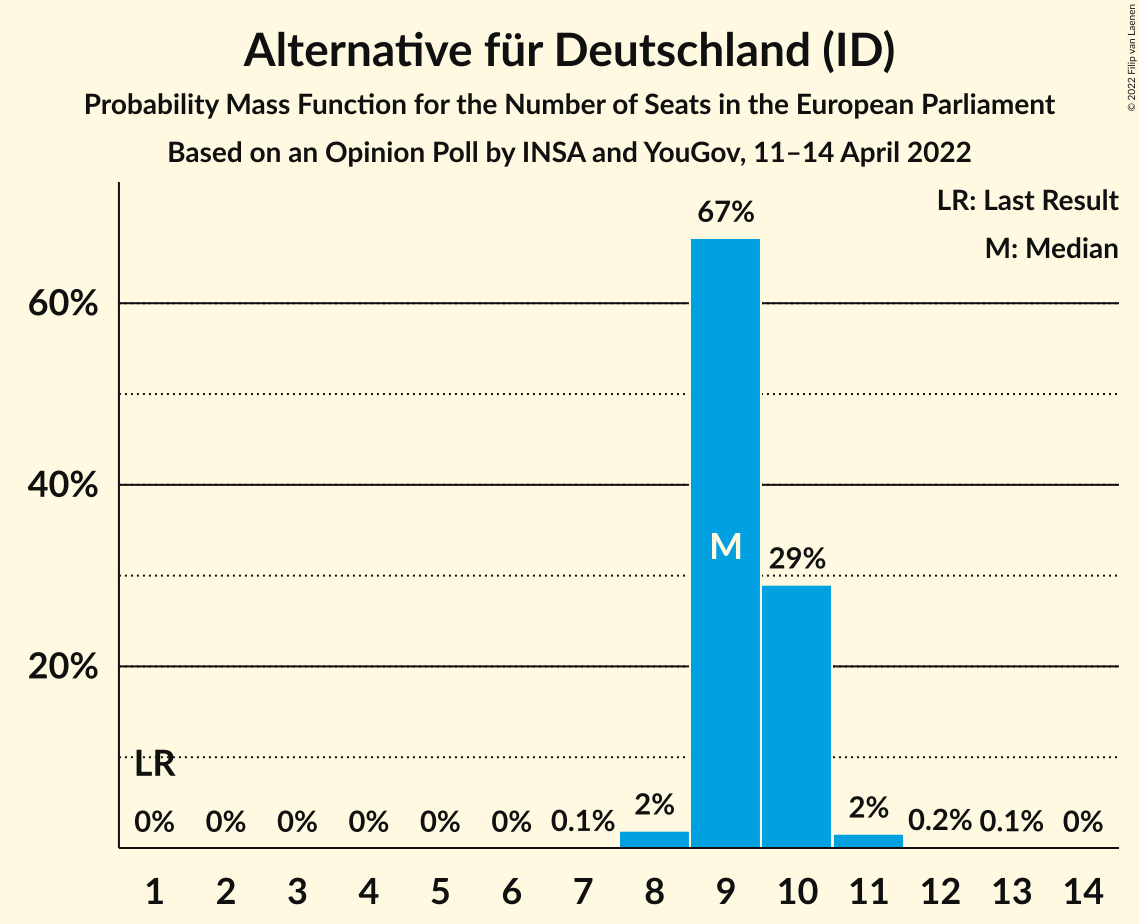 Alternative für Deutschland (ID)
Probability Mass Function for the Number of Seats in the European Parliament
Based on an Opinion Poll by INSA and YouGov, 11–14 April 2022
© 2022 Filip van Laenen
LR: Last Result
M: Median
67%
60%
40%
M
29%
20%
LR
0% 0% 0% 0% 0% 0% 0.1% 2% 2% 0.2% 0.1% 0%
1 2 3 4 5 6 7 8 9 10 11 12 13 14